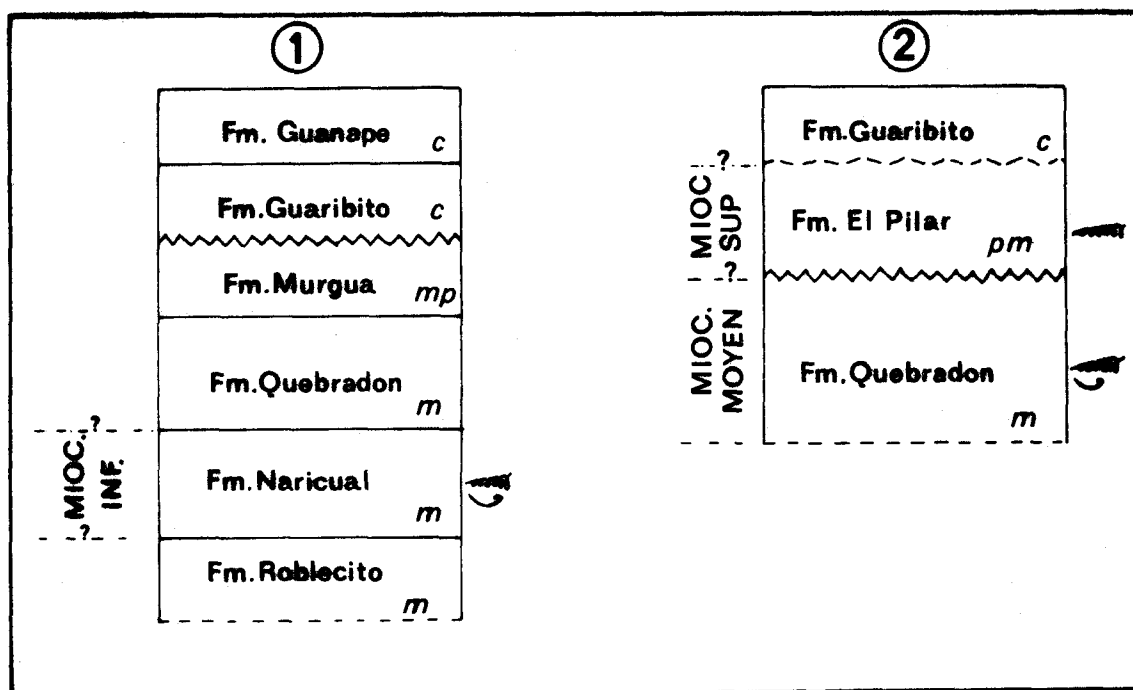 1
Fm. Guanape c
Fm.Guaribito c
Fm.Murgua mp
Fm.Quebradon
m
?
MIOC.
INF.
Fm.Naricual
m
?
Fm.Roblecito
m
2
Fm.Guaribito c
?
MIOC
SUP
Fm. El Pilar
pm
?
MIOC.
MOYEN
Fm.Quebradon
m